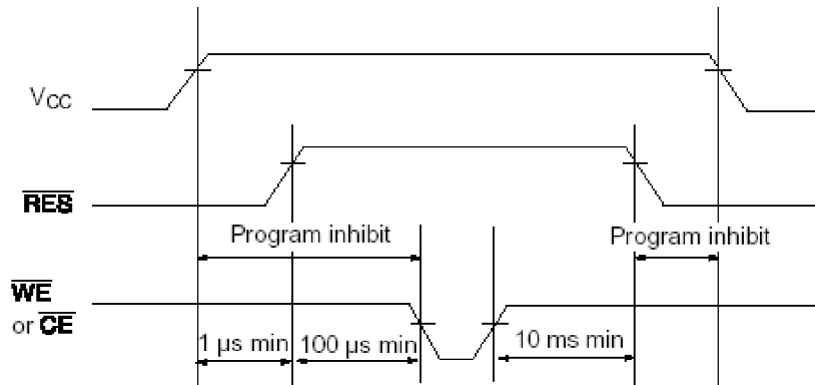 VCC
RES
Program inhibit
Program inhibit
WE
or CE
1 µs min
100 µs min
10 ms min